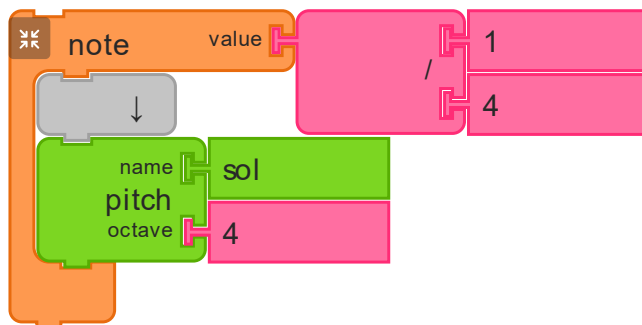 note value 1
/
4
↓
name sol
pitch
octave 4